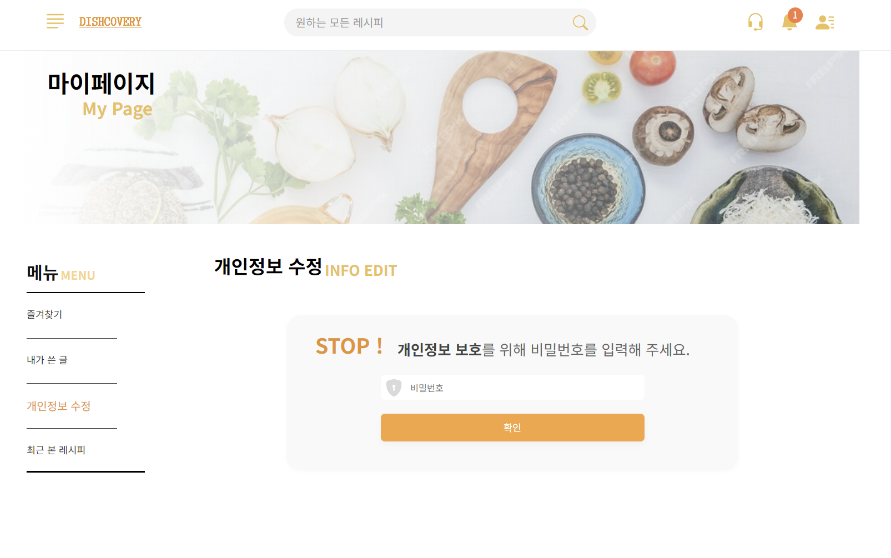 DISHCOVERY
원하는 모든 레시피
1
마이페이지
My Page
메뉴 MENU
즐겨찾기
내가 쓴 글
개인정보 수정
최근 본 레시피
개인정보 수정 INFO EDIT
STOP ! 개인정보 보호를 위해 비밀번호를 입력해 주세요.
비밀번호
확인